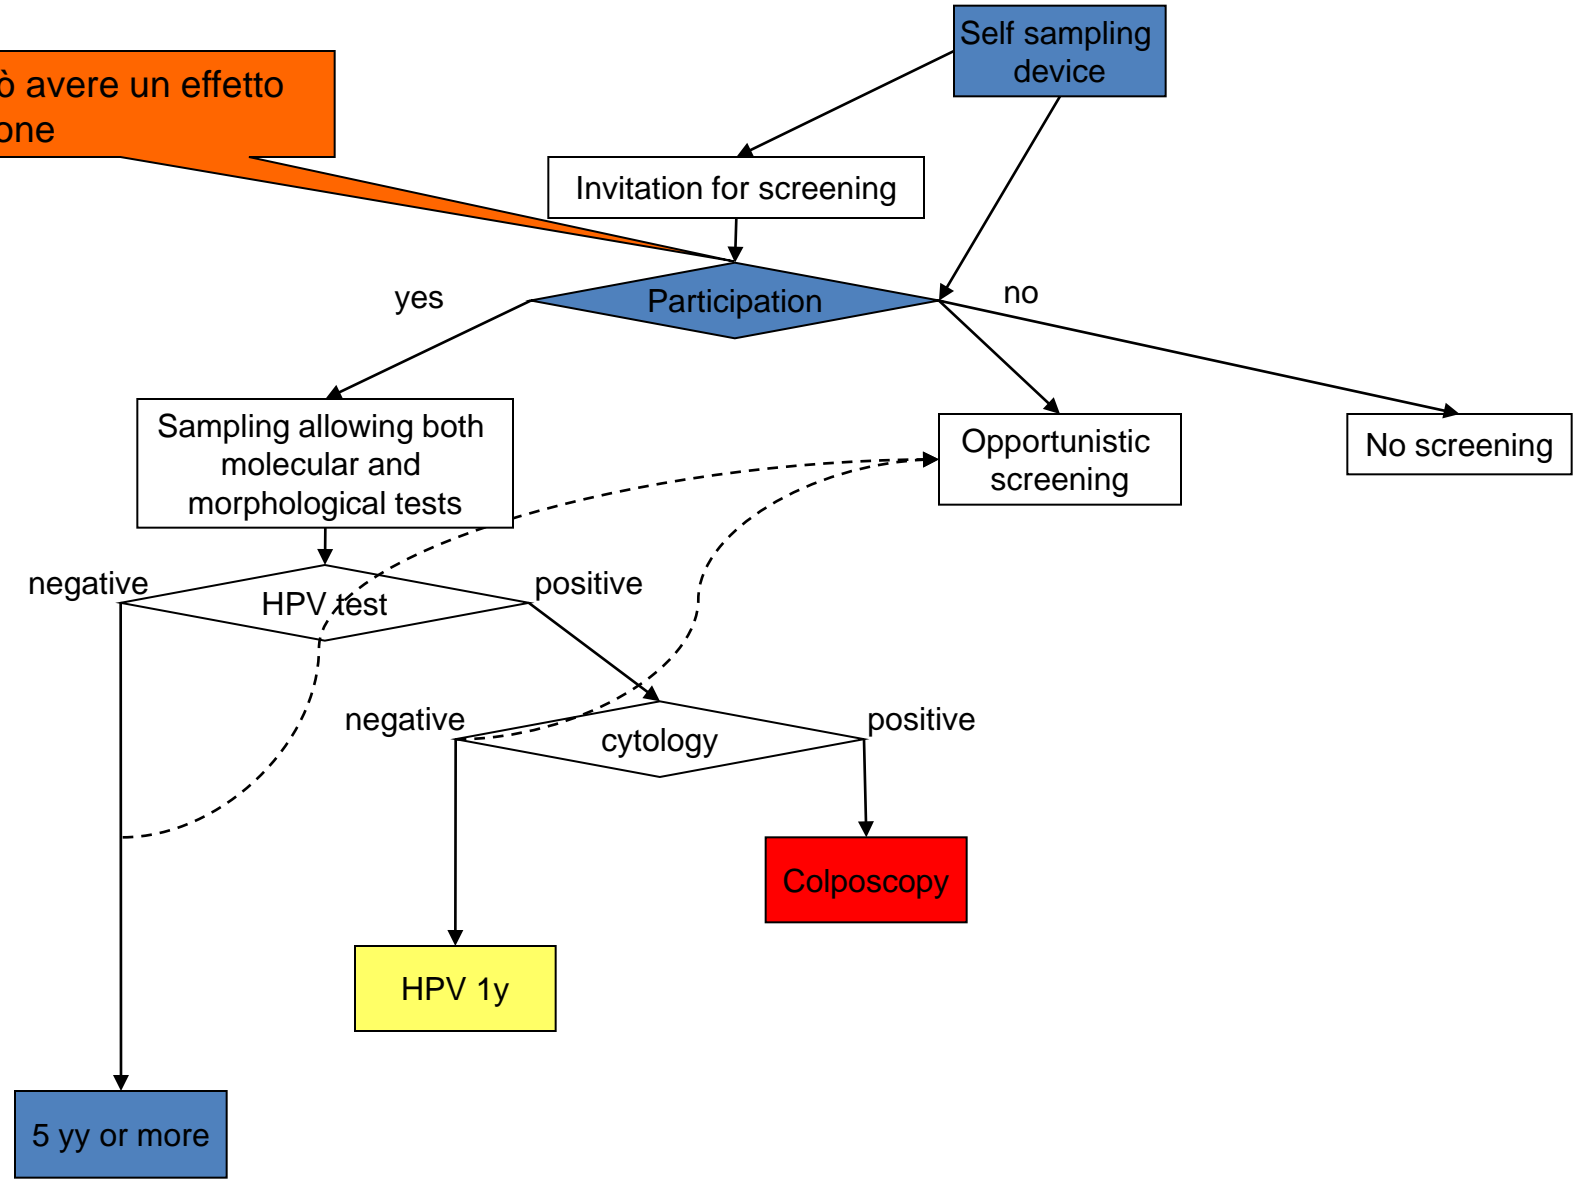 Self sampling
device
ò avere un effetto
one
Invitation for screening
Participation
yes
no
Sampling allowing both
molecular and
morphological tests
Opportunistic
screening
No screening
negative
HPV test
positive
negative
cytology
positive
Colposcopy
HPV 1y
5 yy or more